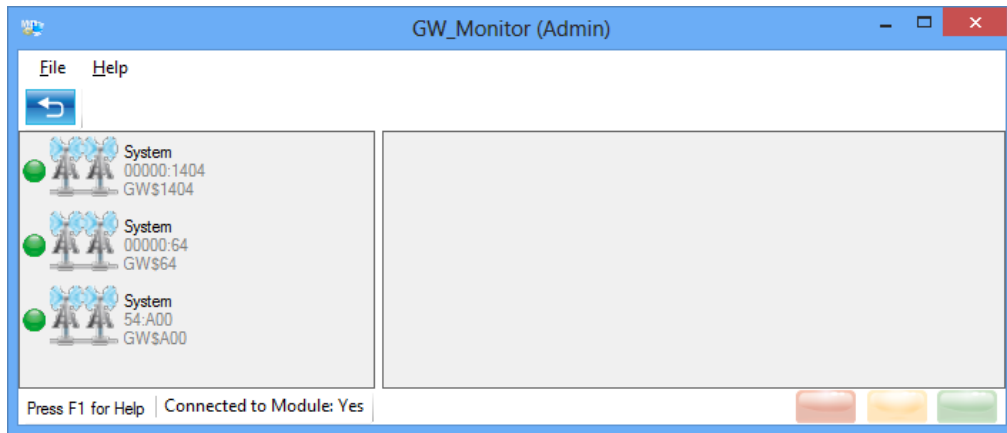 GW_Monitor (Admin)
File Help
System
00000:1404
GW$1404
System
00000:64
GW$64
System
54:A00
GW$A00
Press F1 for Help Connected to Module: Yes